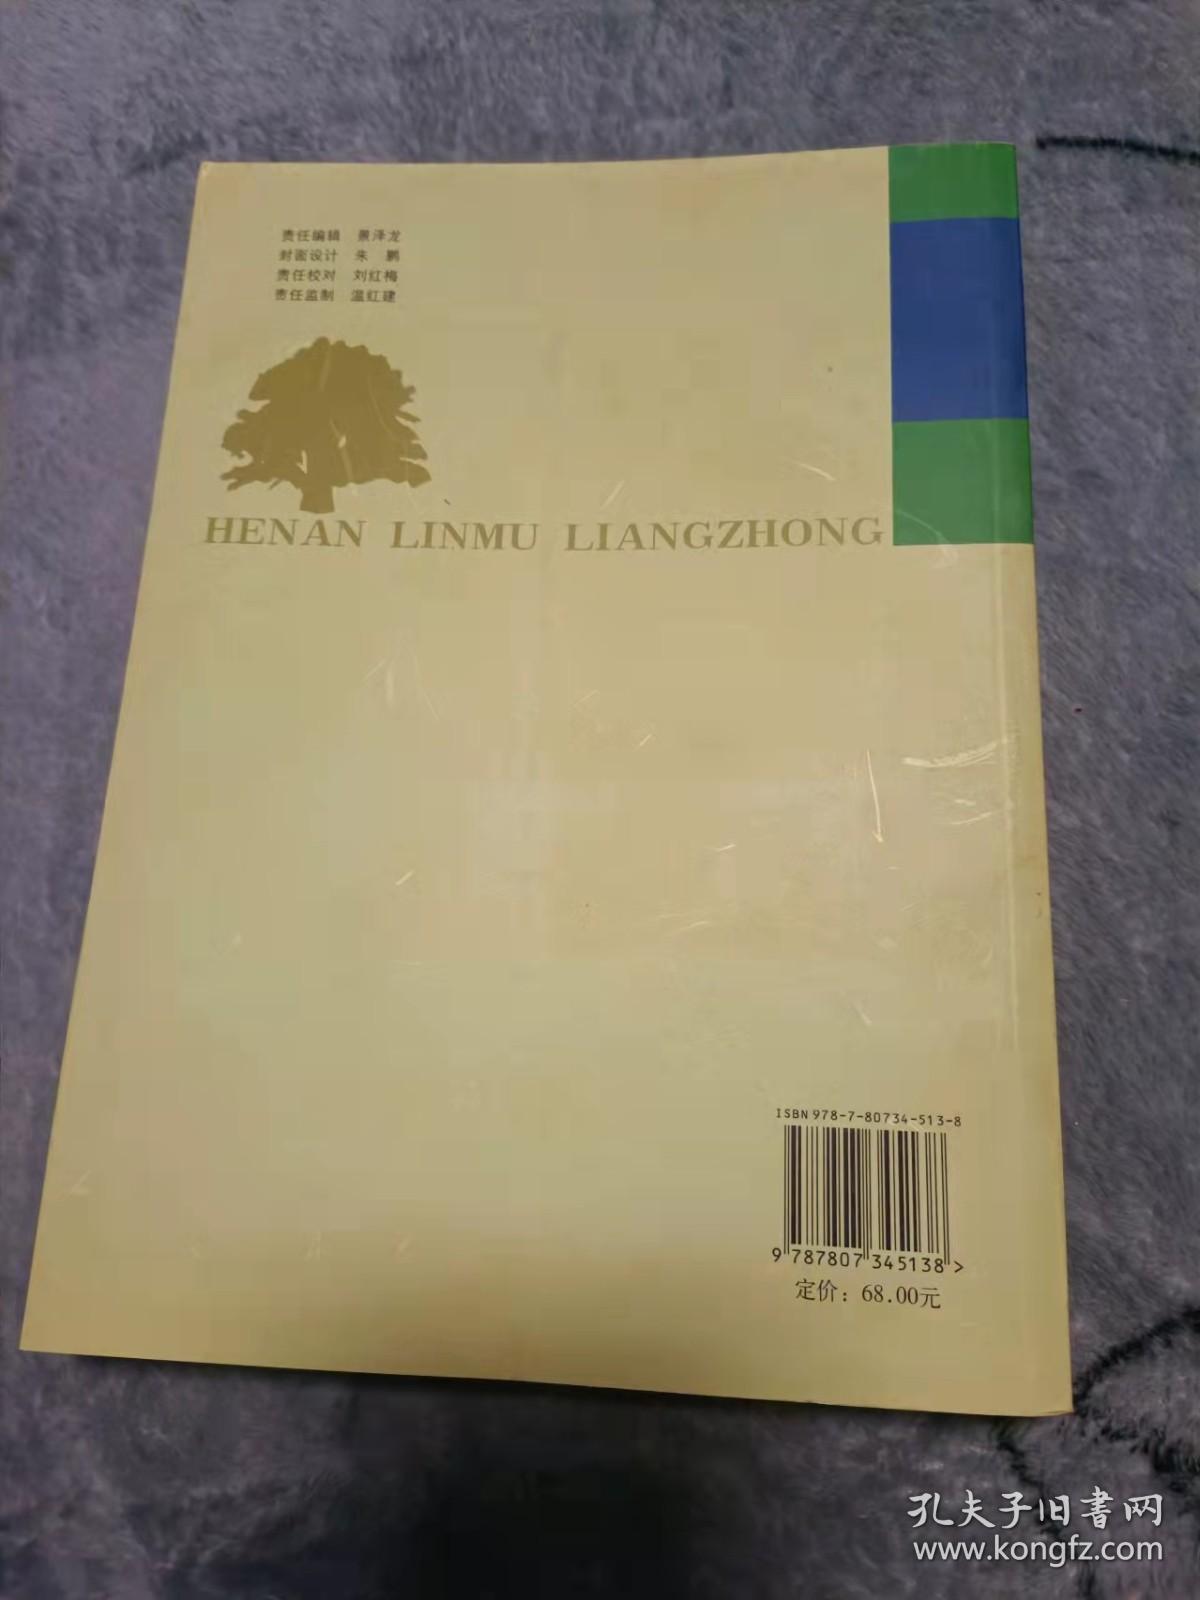 责任编辑 景泽龙
封面设计 朱 鹏
责任校对 刘红梅
责任监制 温红建
HENAN LINMU LIANGZHONG
ISBN 978-7-80734-513-8
9 787807 345138 >
定价：68.00元
孔夫子旧书网
www.kongfz.com